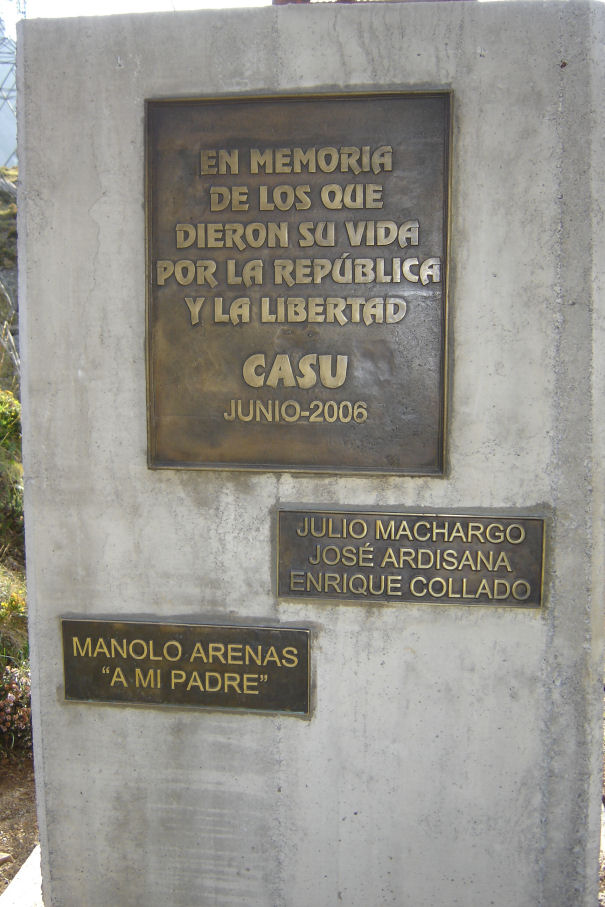 EN MEMORIA
DE LOS QUE
DIERON SU VIDA
POR LA REPÚBLICA
Y LA LIBERTAD
CASU
JUNIO-2006
JULIO MACHARGO
JOSÉ ARDISANA
ENRIQUE COLLADO
MANOLO ARENAS
“A MI PADRE”